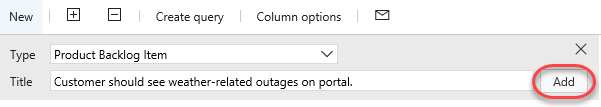 New Create query Column options
Type Product Backlog Item
Title Customer should see weather-related outages on portal. Add